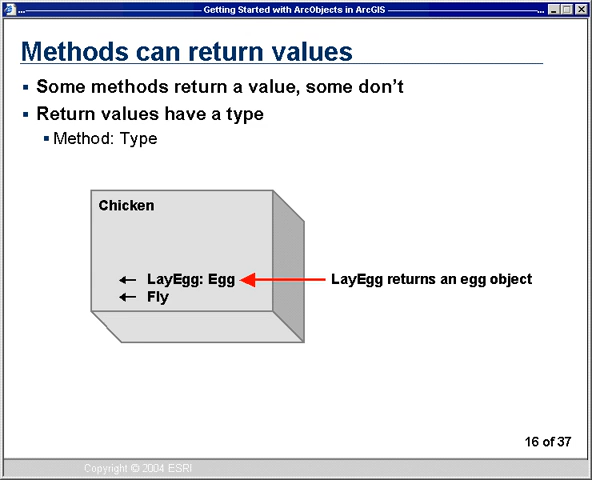 Getting Started with ArcObjects in ArcGIS
Methods can return values
Some methods return a value, some don't
Return values have a type
Method: Type
Chicken
LayEgg: Egg
LayEgg returns an egg object
Fly
16 of 37
Copyright © 2004 ESRI